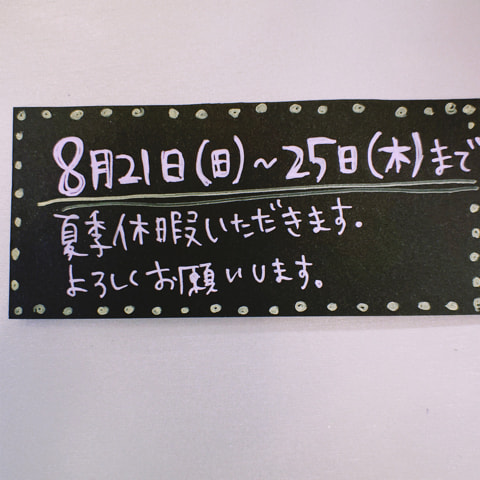 8月21日(日)~25日(木)まで
夏季休暇いただきます。
よろしくお願いします。